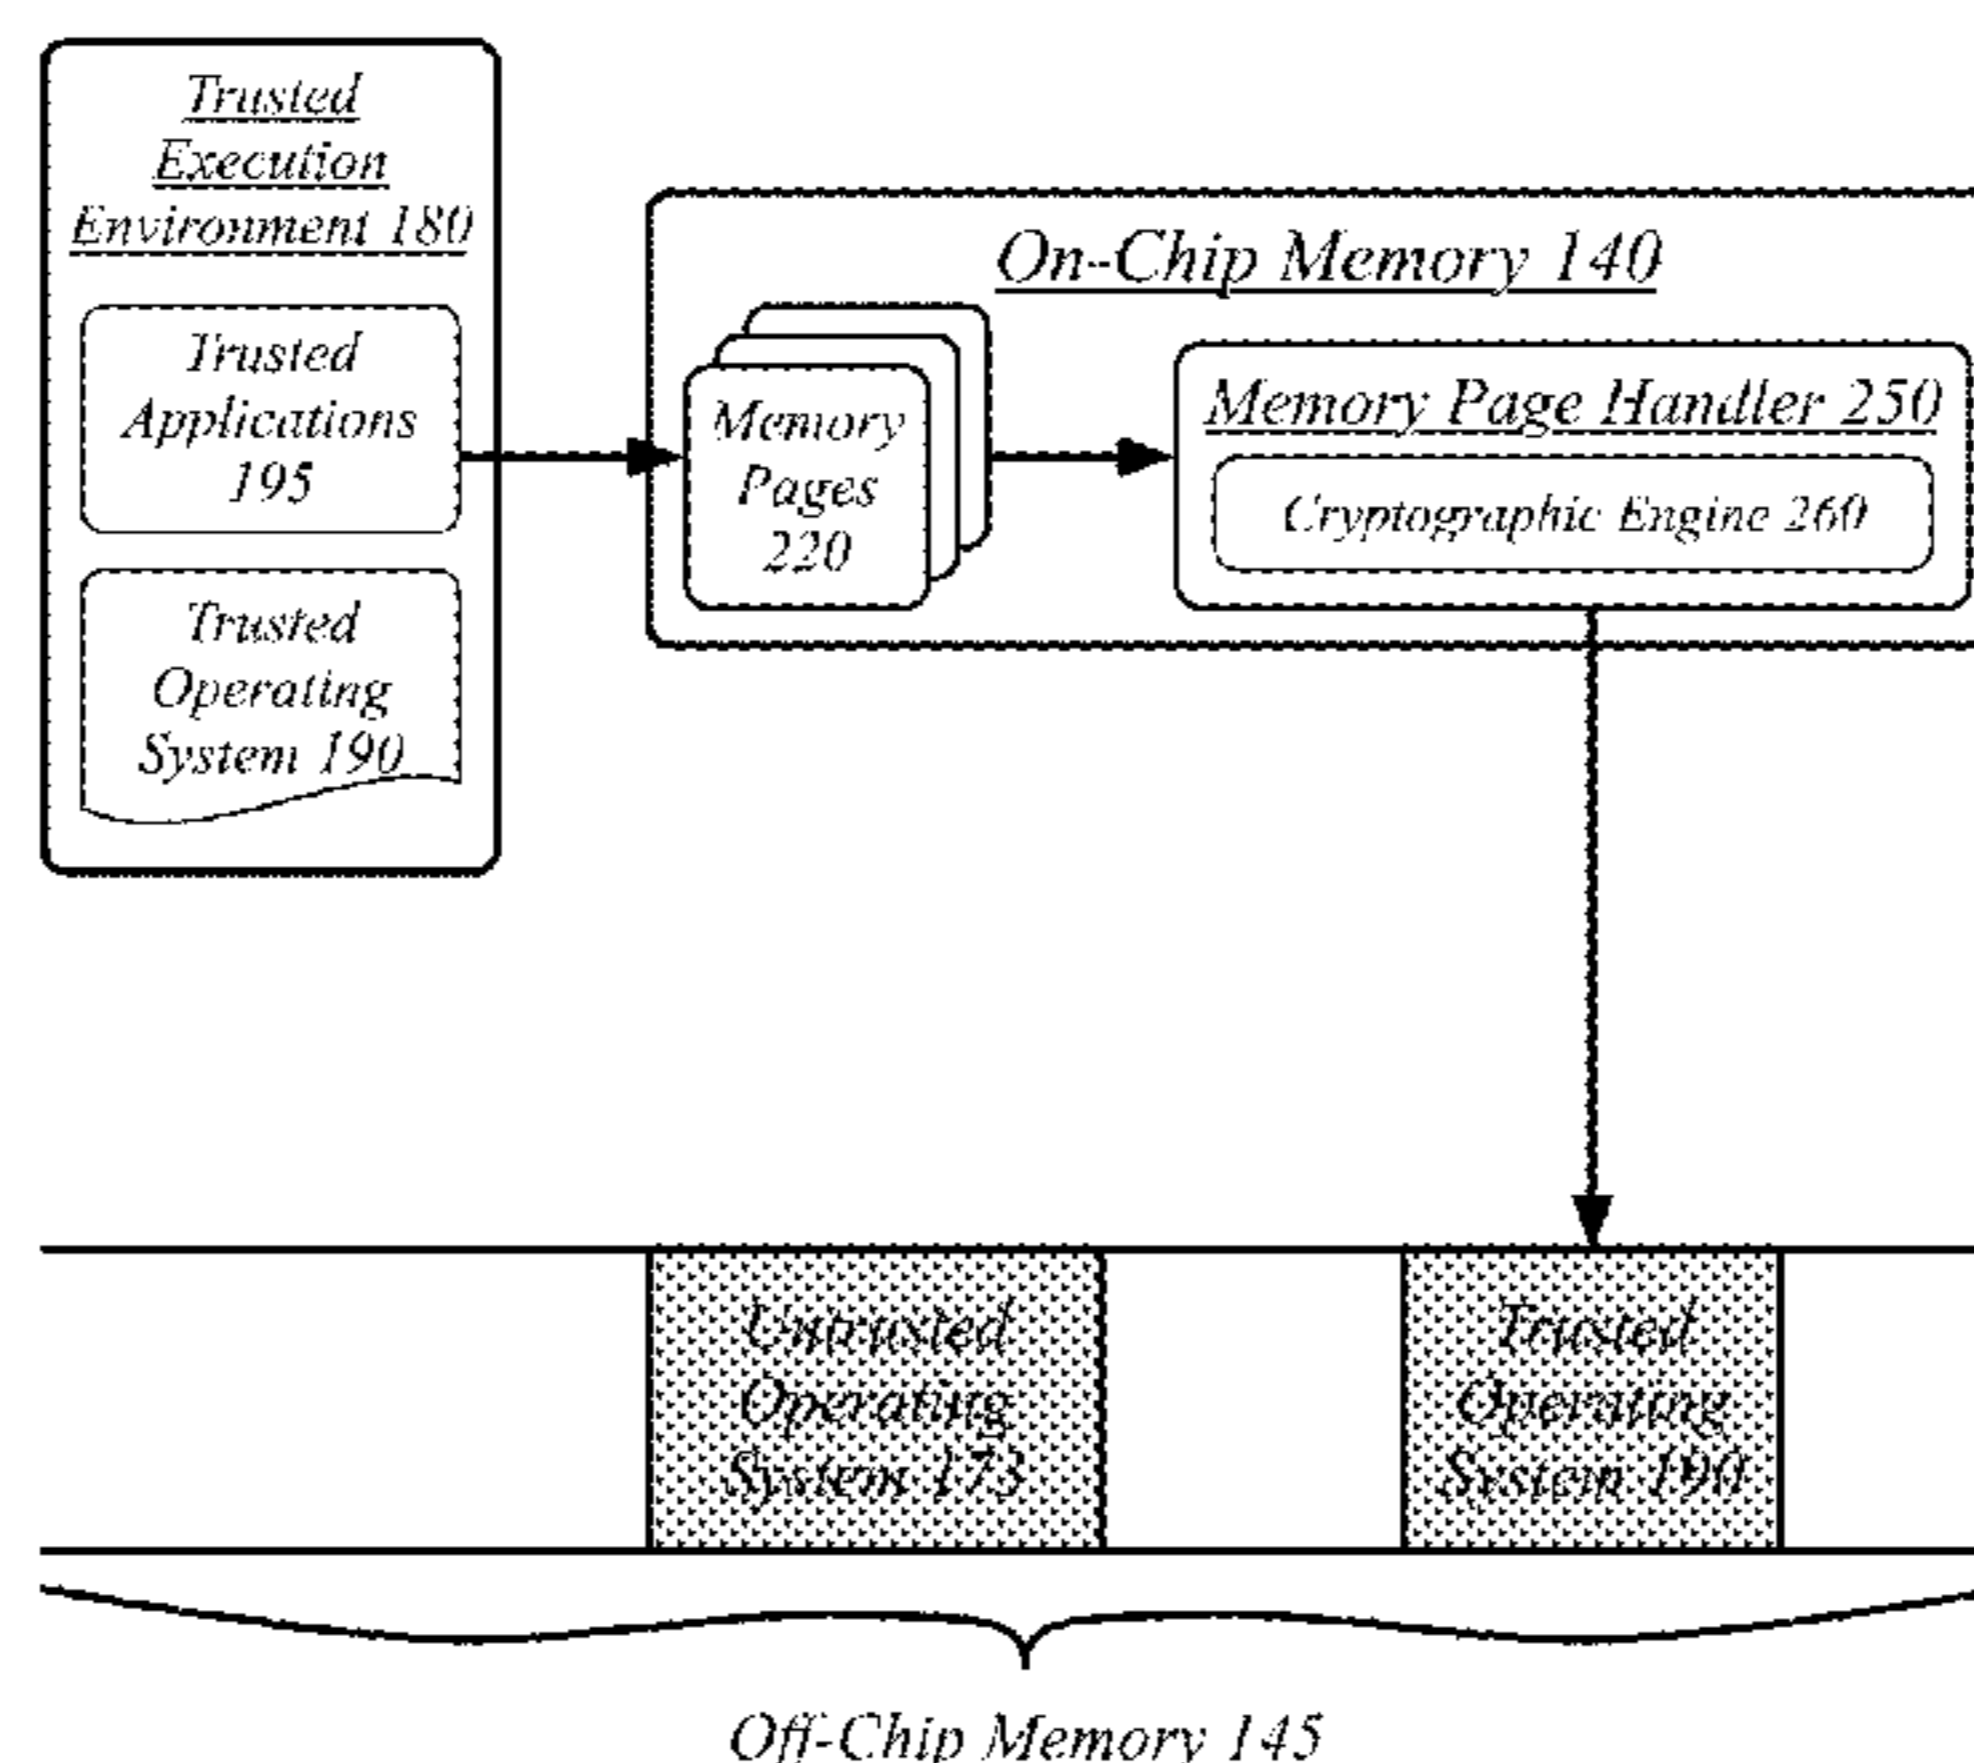 Trusted
Execution
Environment 180
Trusted
Applications
195
Trusted
Operating
System 190
On-Chip Memory 140
Memory
Pages
220
Memory Page Handler 250
Cryptographic Engine 260
Untrusted
Operating
System 173
Trusted
Operating
System 190
Off-Chip Memory 145